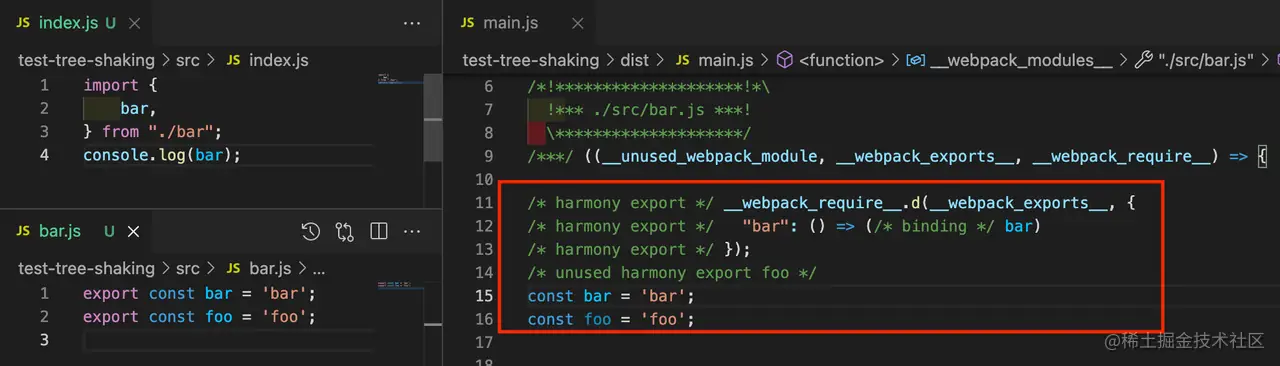 JS index.js U ×
···
test-tree-shaking > src > JS index.js
1 import {
2     bar,
3 } from "./bar";
4 console.log(bar);
JS bar.js U ×
···
test-tree-shaking > src > JS bar.js > ...
1 export const bar = 'bar';
2 export const foo = 'foo';
3
JS main.js ×
test-tree-shaking > dist > JS main.js > <function> > __webpack_modules__ > "./src/bar.js" >
6 /*!********************!*\
7   !*** ./src/bar.js ***!
8   \********************/
9 /***/ ((__unused_webpack_module, __webpack_exports__, __webpack_require__) => {
10
11 /* harmony export */ __webpack_require__.d(__webpack_exports__, {
12 /* harmony export */   "bar": () => (/* binding */ bar)
13 /* harmony export */ });
14 /* unused harmony export foo */
15 const bar = 'bar';
16 const foo = 'foo';
17
18
@稀土掘金技术社区